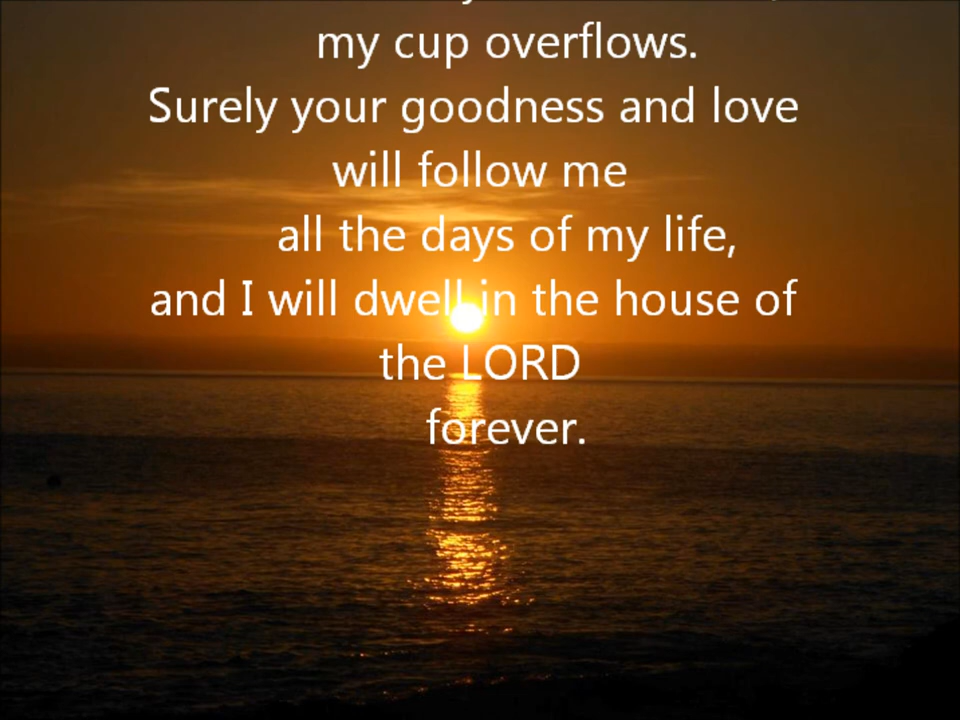 my cup overflows.
Surely your goodness and love
will follow me
all the days of my life,
and I will dwell in the house of
the LORD
forever.